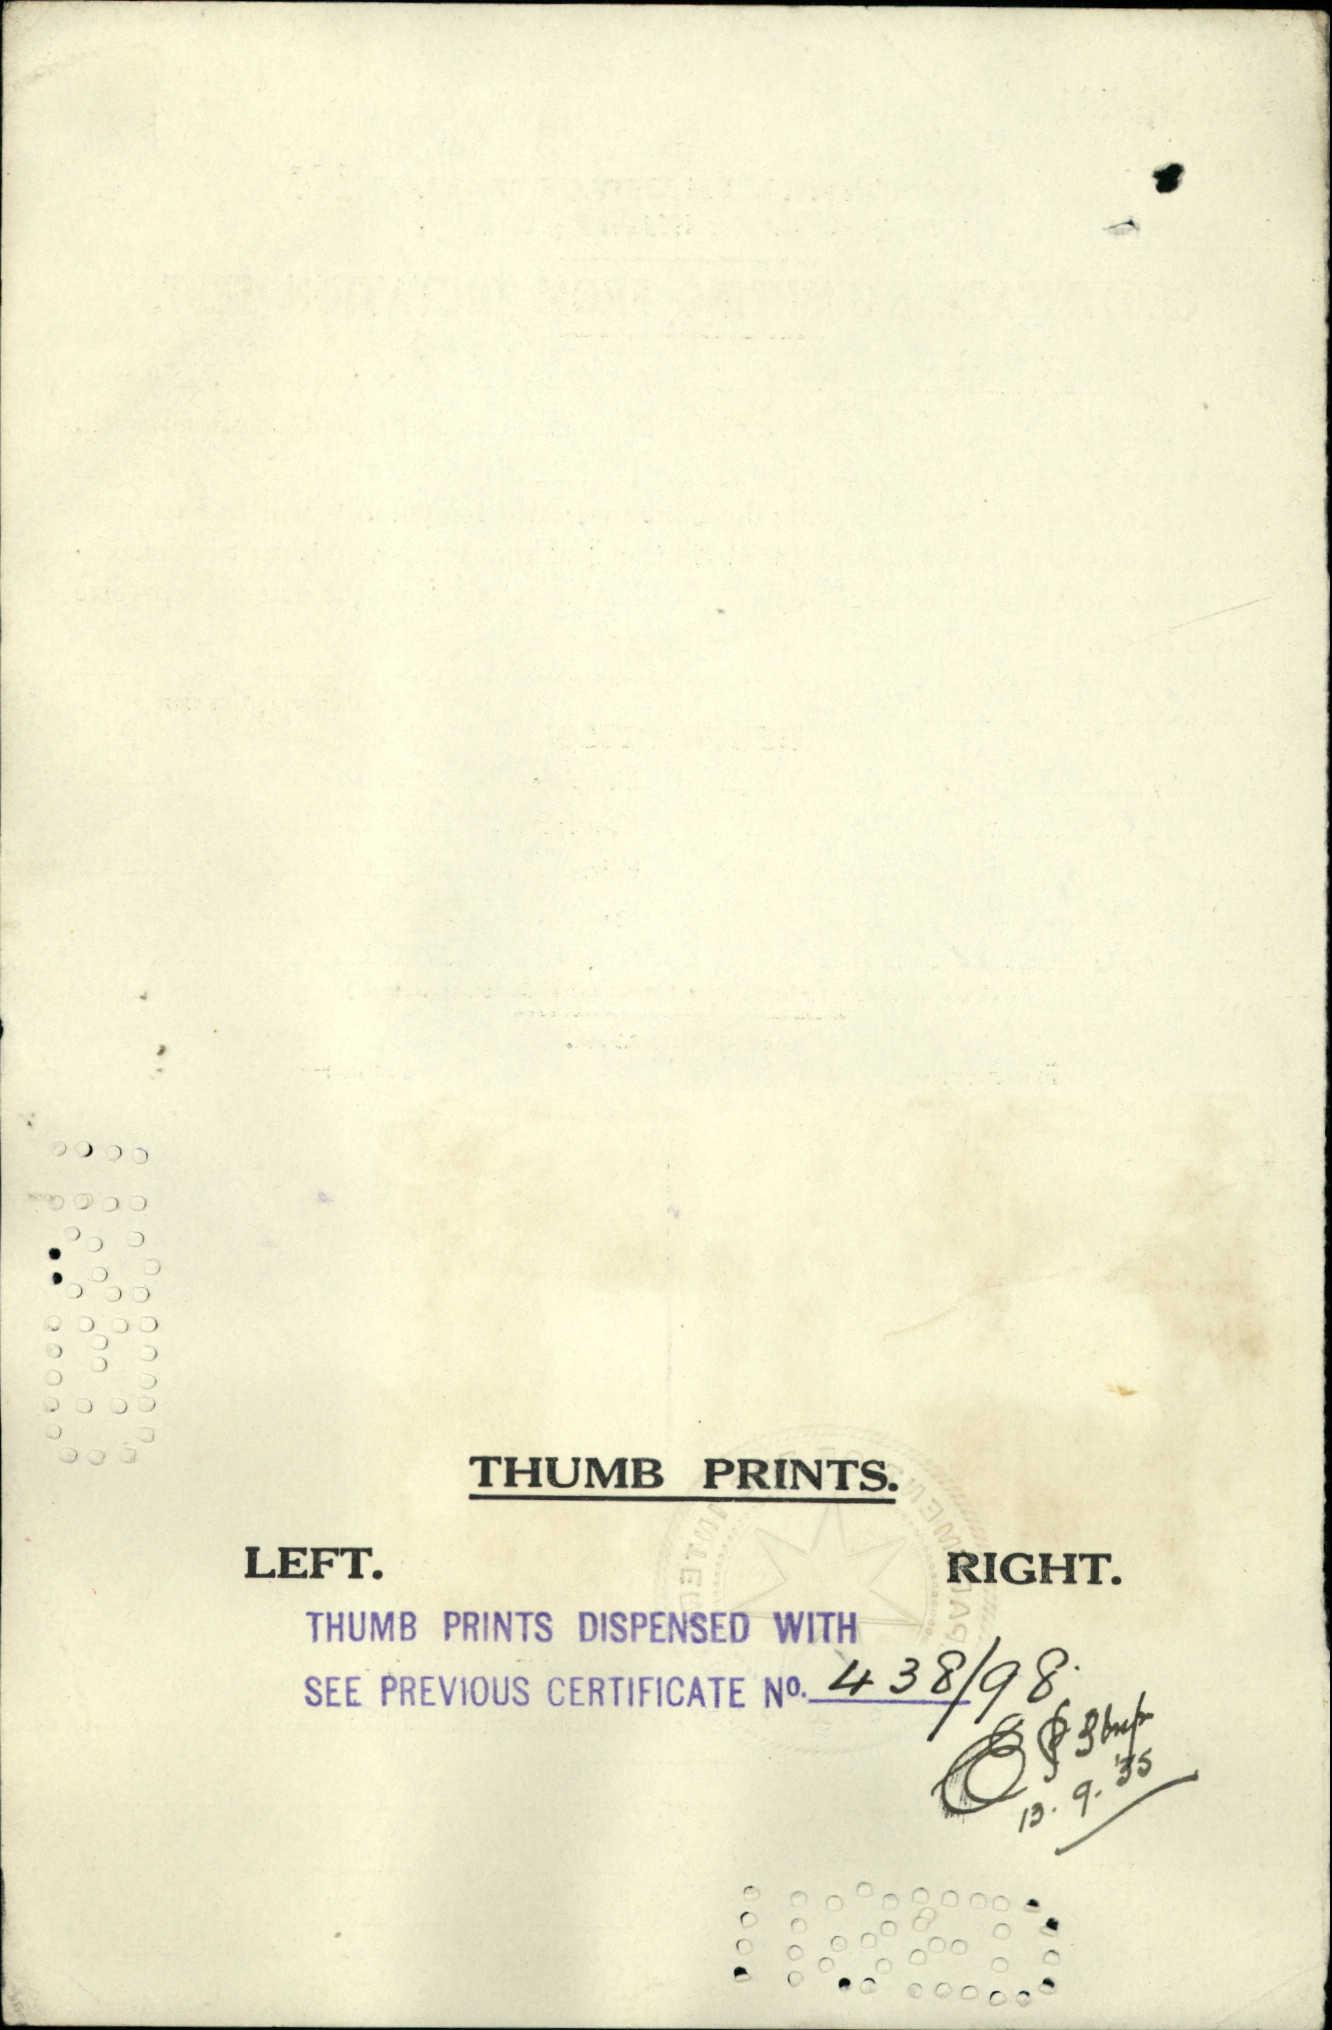 THUMB PRINTS.
LEFT. RIGHT.
THUMB PRINTS DISPENSED WITH
SEE PREVIOUS CERTIFICATE No. 438/98.
13. 9. '35